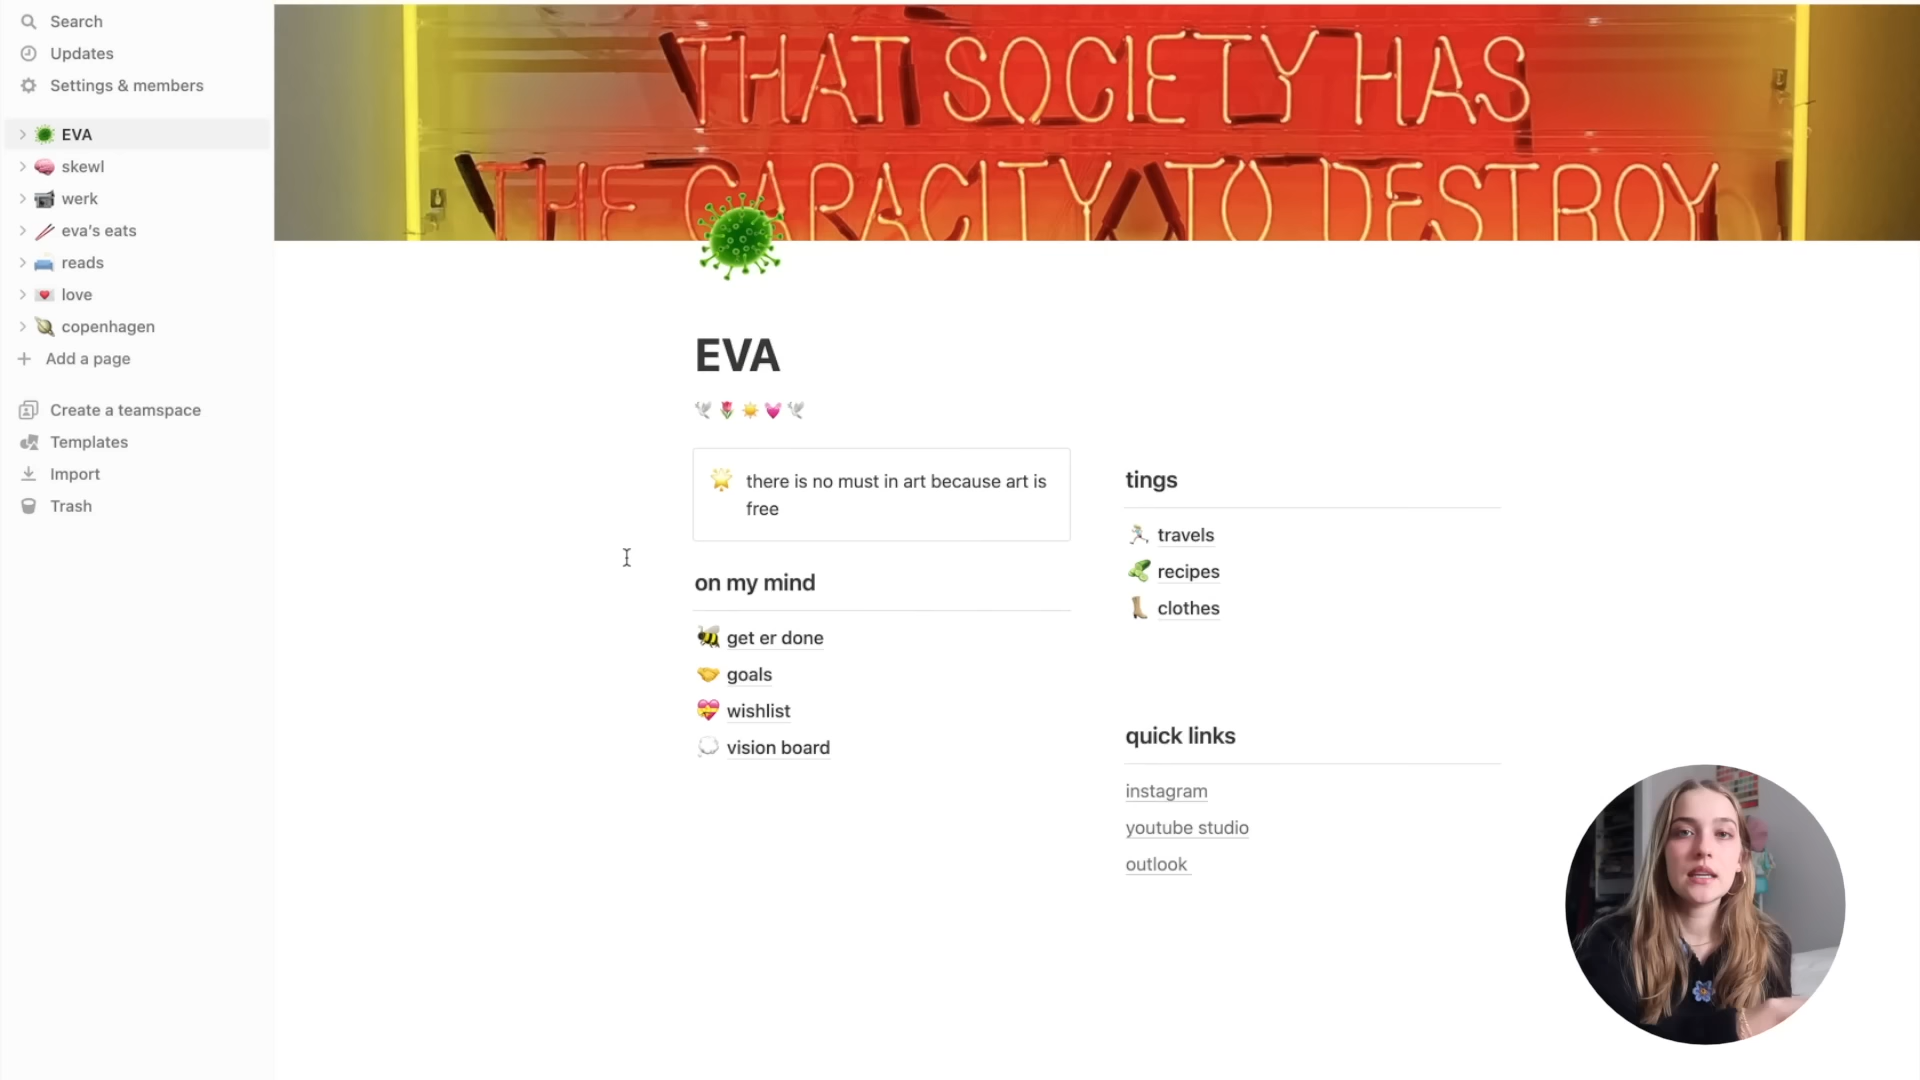 Search
Updates
Settings & members
EVA
skewl
werk
eva's eats
reads
love
copenhagen
Add a page
Create a teamspace
Templates
Import
Trash
THAT SOCIETY HAS
THE CAPACITY TO DESTROY
EVA
there is no must in art because art is
free
on my mind
get er done
goals
wishlist
vision board
tings
travels
recipes
clothes
quick links
instagram
youtube studio
outlook